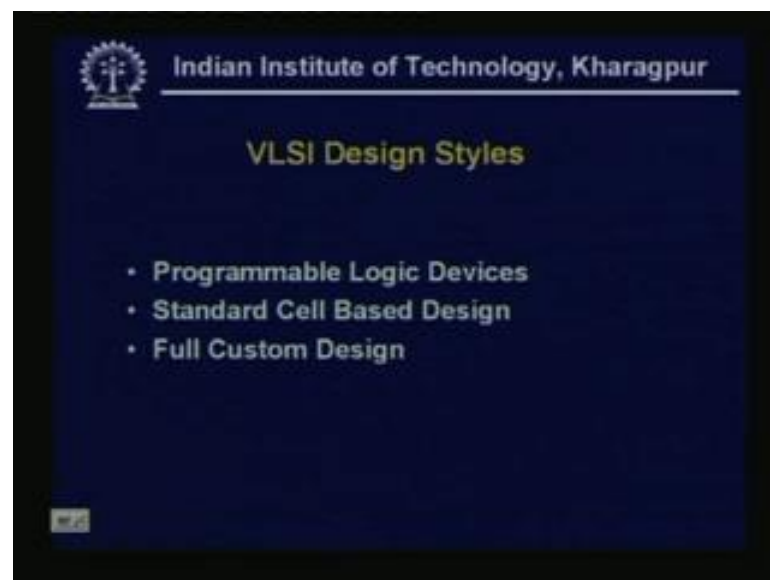 Indian Institute of Technology, Kharagpur
VLSI Design Styles
• Programmable Logic Devices
• Standard Cell Based Design
• Full Custom Design